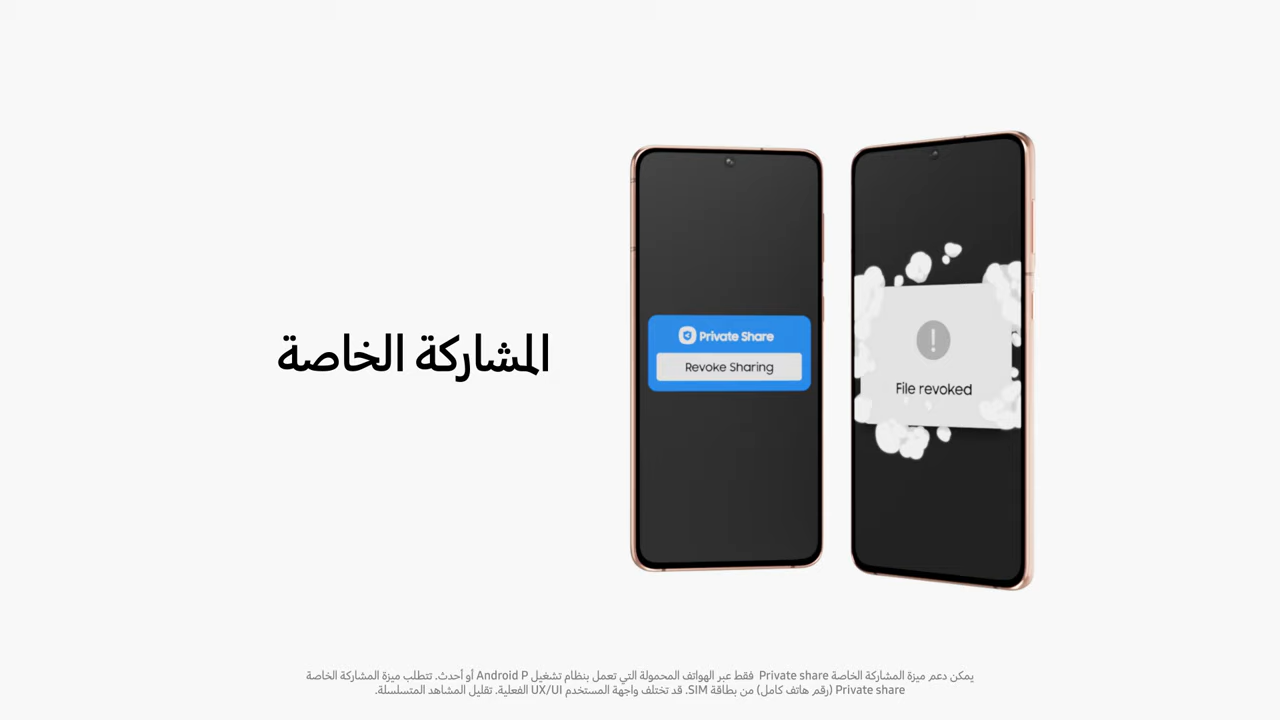 المشاركة الخاصة
Private Share
Revoke Sharing
!
File revoked
يمكن دعم ميزة المشاركة الخاصة Private share فقط عبر الهواتف المحمولة التي تعمل بنظام تشغيل Android P أو أحدث. تتطلب ميزة المشاركة الخاصة
Private share (رقم هاتف كامل) من بطاقة SIM. قد تختلف واجهة المستخدم UX/UI الفعلية. تقليل المشاهد المتسلسلة.